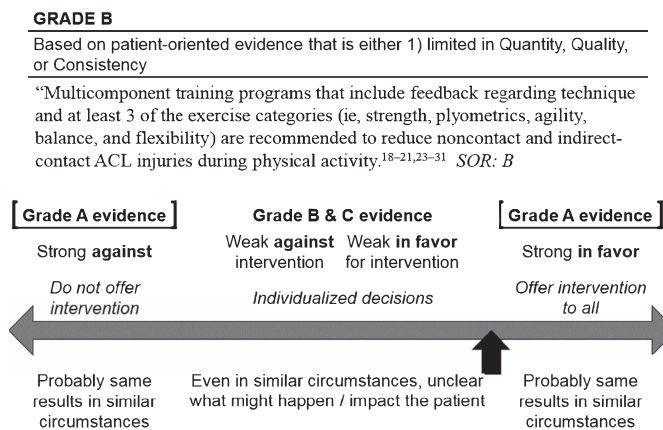 GRADE B
Based on patient-oriented evidence that is either 1) limited in Quantity, Quality,
or Consistency
“Multicomponent training programs that include feedback regarding technique
and at least 3 of the exercise categories (ie, strength, plyometrics, agility,
balance, and flexibility) are recommended to reduce noncontact and indirect-
contact ACL injuries during physical activity.18–21,23–31 SOR: B
[Grade A evidence]
Strong against
Do not offer
intervention
Grade B & C evidence
Weak against
intervention
Weak in favor
for intervention
Individualized decisions
[Grade A evidence]
Strong in favor
Offer intervention
to all
Probably same
results in similar
circumstances
Even in similar circumstances, unclear
what might happen / impact the patient
Probably same
results in similar
circumstances